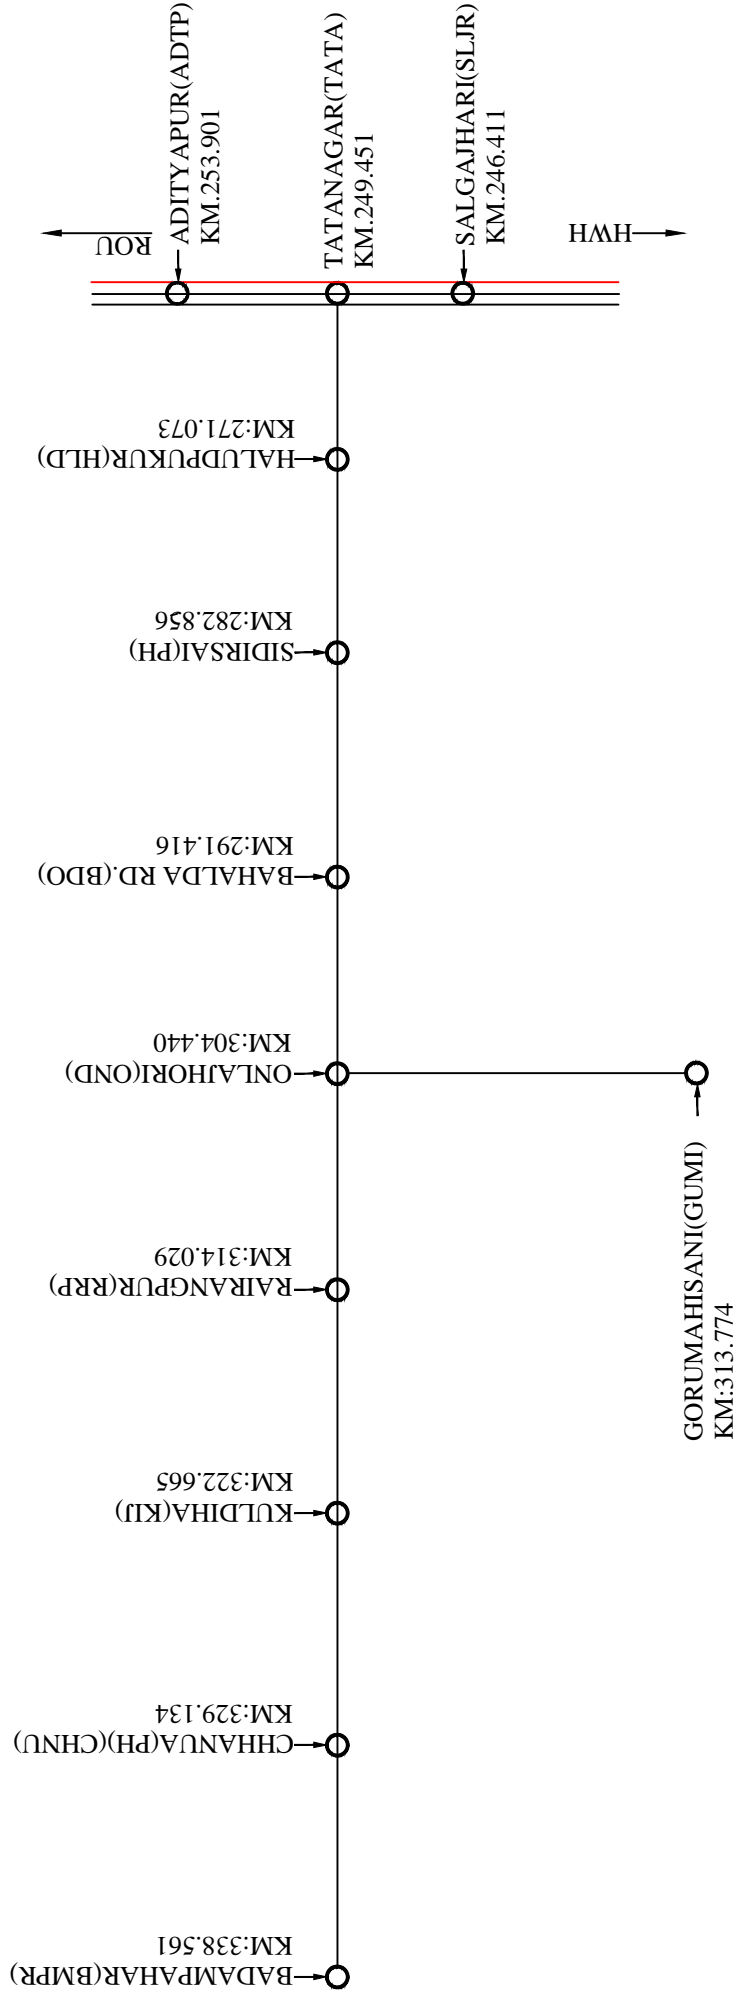 ADITYAPUR(ADTP)
KM.253.901
ROU
TATANAGAR(TATA)
KM.249.451
SALGAJHARI(SLJR)
KM.246.411
HWH
HALUDPUKUR(HLD)
KM:271.073
SIDIRSAI(PH)
KM:282.856
BAHALDA RD.(BDO)
KM:291.416
ONLAJHORI(OND)
KM:304.440
RAIRANGPUR(RRP)
KM:314.029
GORUMAHISANI(GUMI)
KM:313.774
KULDIHA(KIJ)
KM:322.665
CHHANUA(PH)(CHNU)
KM:329.134
BADAMPAHAR(BMPR)
KM:338.561